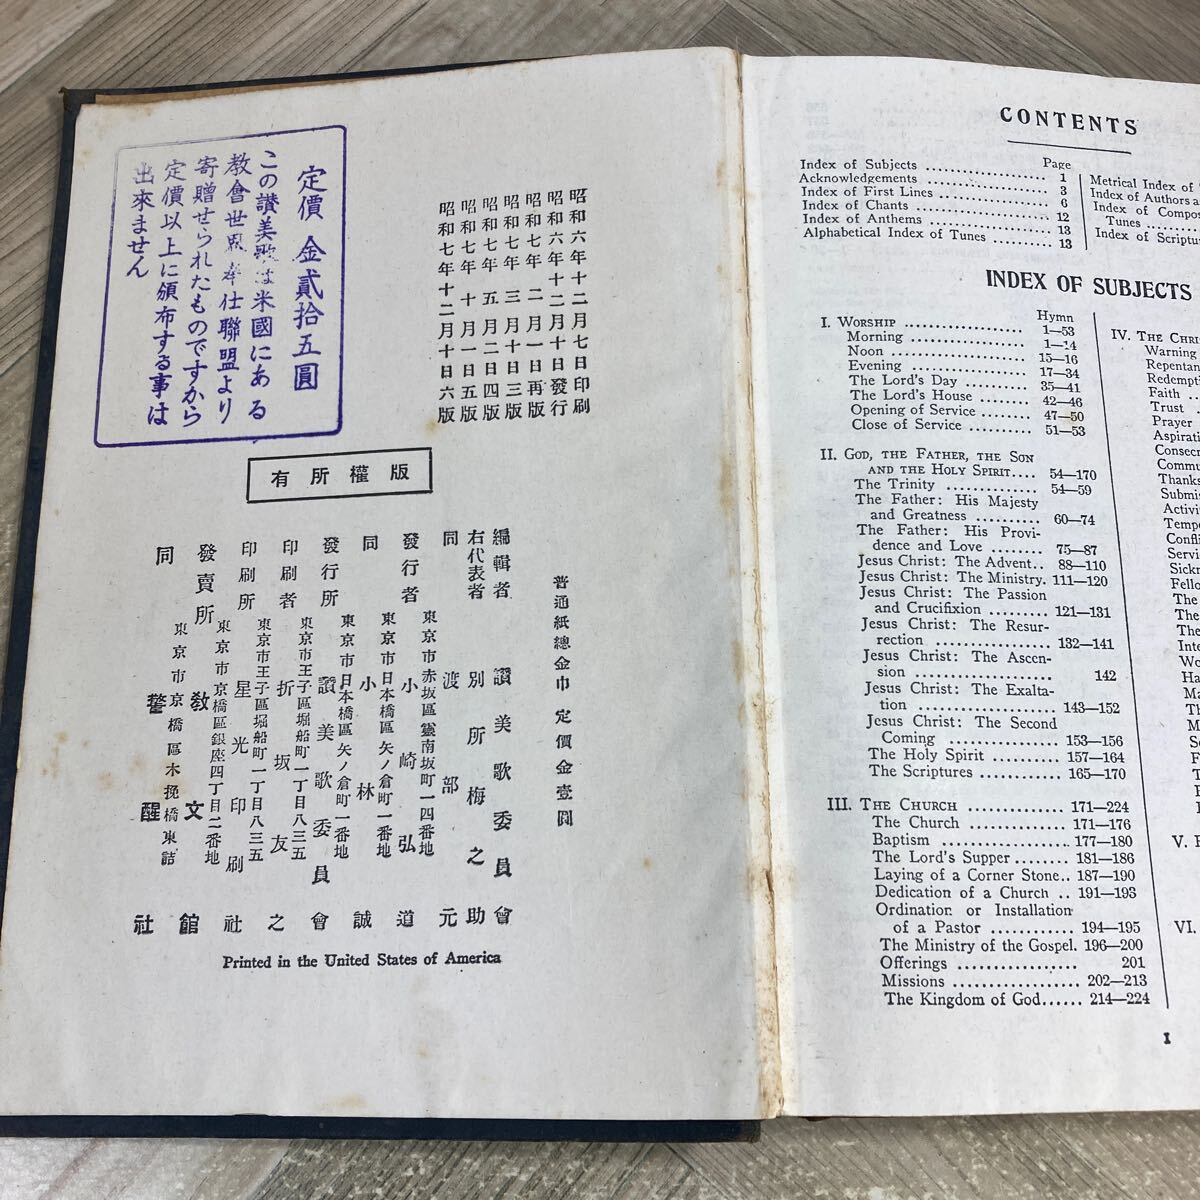 定價 金貳拾五圓
この讃美歌は米國にある
教會世界奉仕聯盟より
寄贈せられたものですから
定價以上に頒布する事は
出來ません
昭和六年十二月七日印刷
昭和六年十二月十日發行
昭和七年二月一日再版
昭和七年三月十日三版
昭和七年五月二日四版
昭和七年十月一日五版
昭和七年十二月十日六版
版權所有
普通紙總金巾 定價金壹圓
編輯者 讃美歌委員會
右代表者 別所梅之助
同 渡部元
東京市赤坂區靈南坂町一四番地
發行者 小崎弘道
東京市日本橋區矢ノ倉町一番地
同 小林誠
東京市日本橋區矢ノ倉町一番地
發行所 讃美歌委員會
東京市王子區堀船町一丁目八三五
印刷者 折坂友之
東京市王子區堀船町一丁目八三五
印刷所 星光印刷社
東京市京橋區銀座四丁目二番地
發賣所 敎文館
東京市京橋區木挽橋東詰
同 警醒社
Printed in the United States of America
CONTENTS
Page
Index of Subjects 1
Acknowledgements 3
Index of First Lines 6
Index of Chants 12
Index of Anthems 13
Alphabetical Index of Tunes 13
Metrical Index of
Index of Authors
Index of
Tunes
Index of
INDEX OF SUBJECTS
Hymn
I. WORSHIP 1—53
Morning 1—14
Noon 15—16
Evening 17—34
The Lord's Day 35—41
The Lord's House 42—46
Opening of Service 47—50
Close of Service 51—53
II. GOD, THE FATHER, THE SON
AND THE HOLY SPIRIT.... 54—170
The Trinity 54—59
The Father: His Majesty
and Greatness 60—74
The Father: His Provi-
dence and Love 75—87
Jesus Christ: The Advent.. 88—110
Jesus Christ: The Ministry. 111—120
Jesus Christ: The Passion
and Crucifixion 121—131
Jesus Christ: The Resur-
rection 132—141
Jesus Christ: The Ascen-
sion 142
Jesus Christ: The Exalta-
tion 143—152
Jesus Christ: The Second
Coming 153—156
The Holy Spirit 157—164
The Scriptures 165—170
III. THE CHURCH 171—224
The Church 171—176
Baptism 177—180
The Lord's Supper 181—186
Laying of a Corner Stone.. 187—190
Dedication of a Church .. 191—193
Ordination or Installation
of a Pastor 194—195
The Ministry of the Gospel. 196—200
Offerings 201
Missions 202—213
The Kingdom of God...... 214—224
IV. THE
Warning
Faith
Trust
Prayer
The
The
The
V.
VI.
I